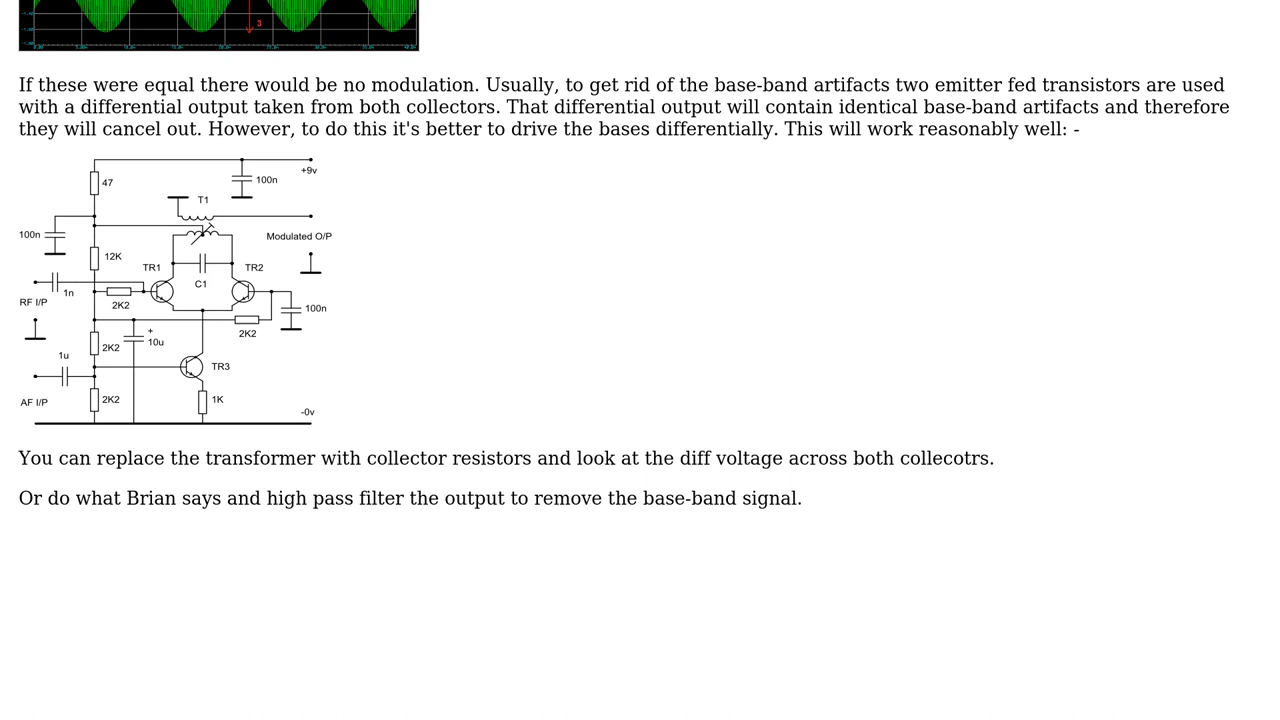 3
If these were equal there would be no modulation. Usually, to get rid of the base-band artifacts two emitter fed transistors are used
with a differential output taken from both collectors. That differential output will contain identical base-band artifacts and therefore
they will cancel out. However, to do this it's better to drive the bases differentially. This will work reasonably well: -
+9v
47
100n
T1
100n
Modulated O/P
12K
TR1
TR2
C1
1n
RF I/P
2K2
100n
+
10u
2K2
2K2
1u
TR3
AF I/P
2K2
1K
-0v
You can replace the transformer with collector resistors and look at the diff voltage across both collecotrs.
Or do what Brian says and high pass filter the output to remove the base-band signal.